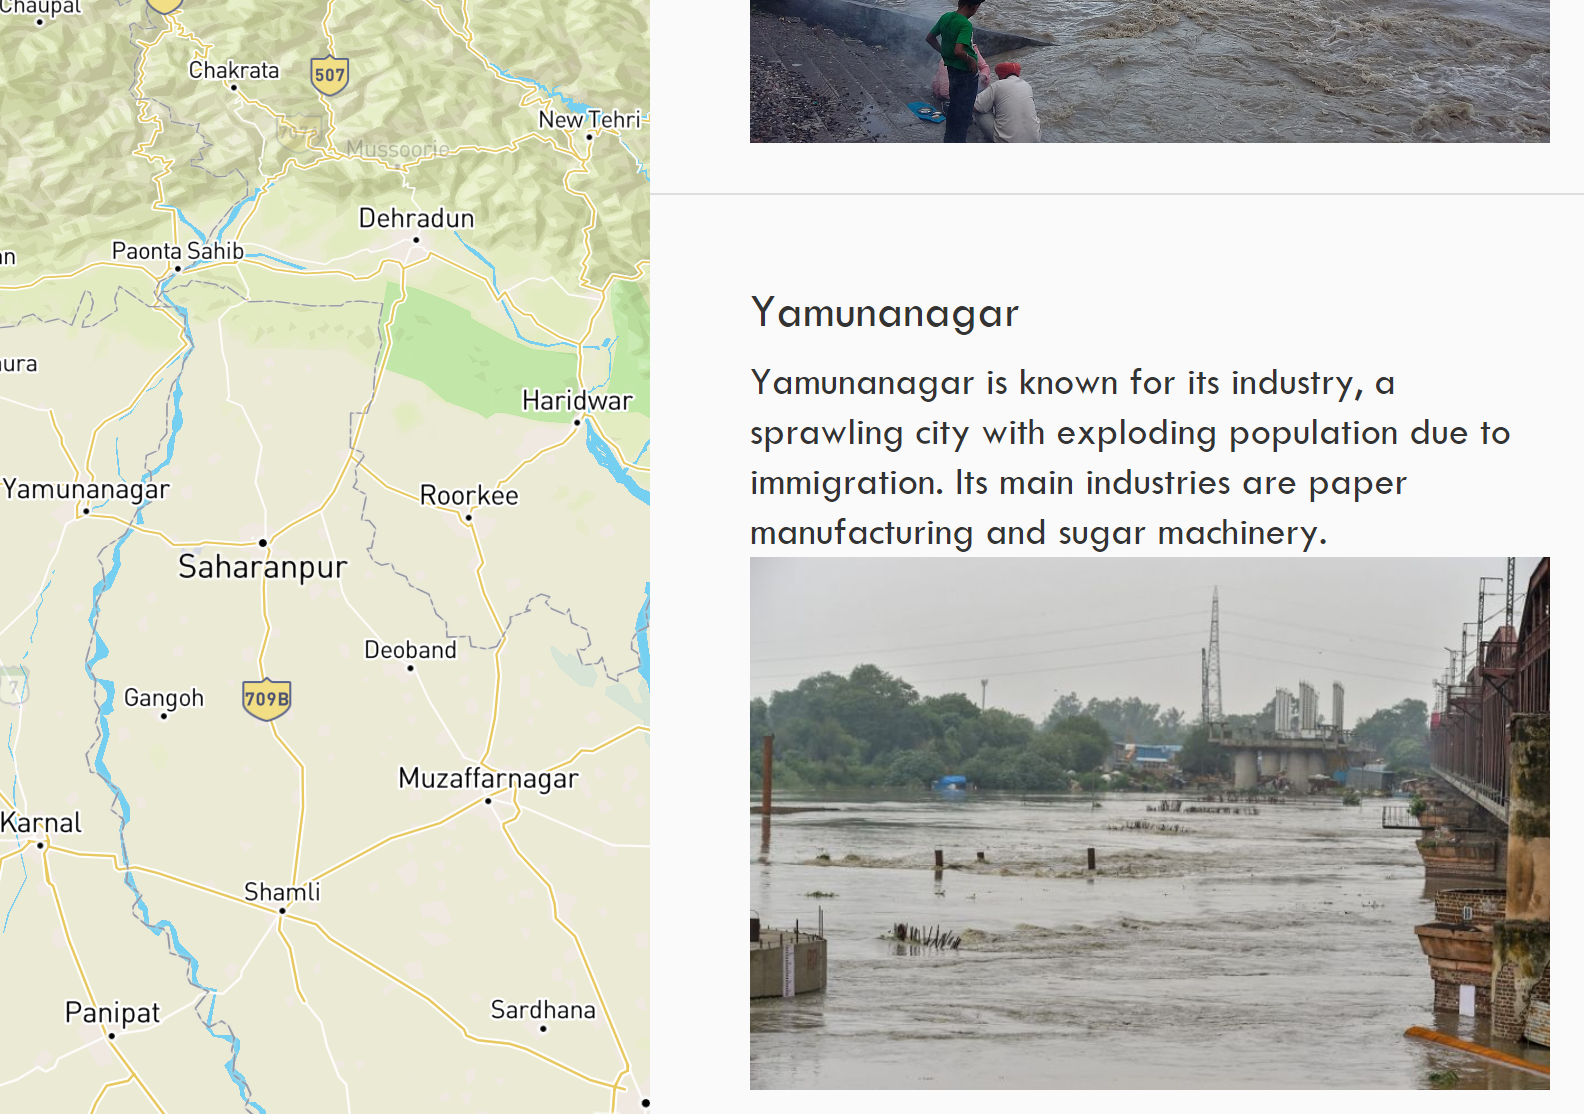 Chaupal
Chakrata
507
New Tehri
707a
Mussoorie
Dehradun
Paonta Sahib
Haridwar
Yamunanagar
Roorkee
Saharanpur
Deoband
7
Gangoh
709B
Muzaffarnagar
Karnal
Shamli
Panipat
Sardhana
Yamunanagar
Yamunanagar is known for its industry, a
sprawling city with exploding population due to
immigration. Its main industries are paper
manufacturing and sugar machinery.